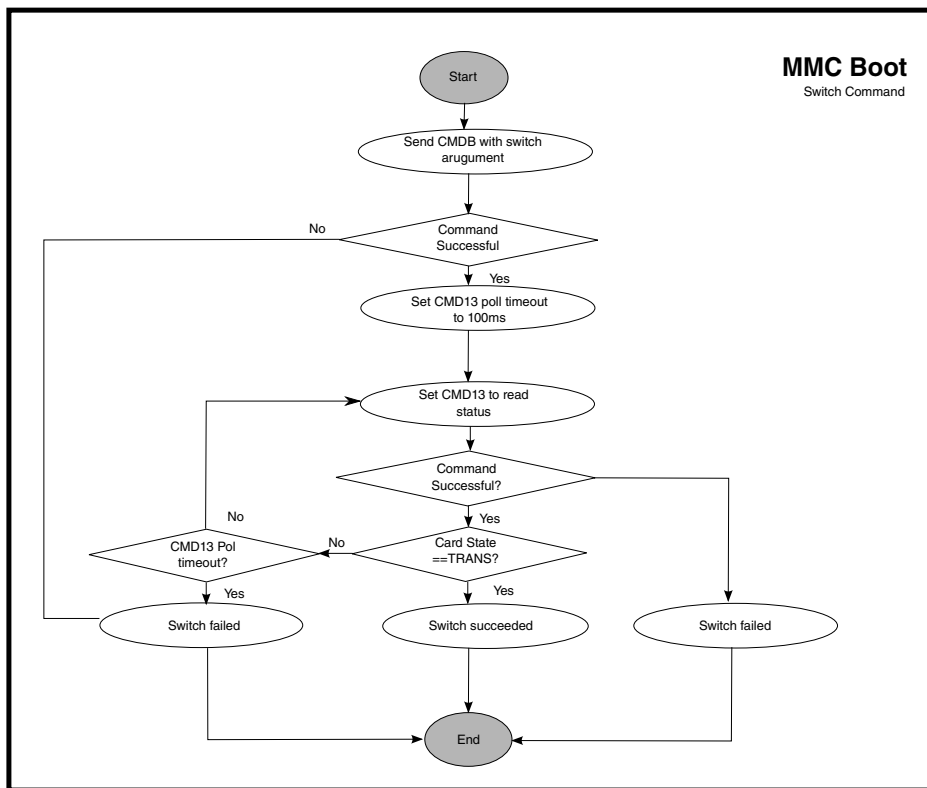 MMC Boot
Switch Command
Start
Send CMDB with switch
arugument
No
Command
Successful
Yes
Set CMD13 poll timeout
to 100ms
Set CMD13 to read
status
Command
Successful?
Yes
No
CMD13 Pol
timeout?
No
Card State
==TRANS?
Yes
Yes
Switch failed
Switch succeeded
Switch failed
End